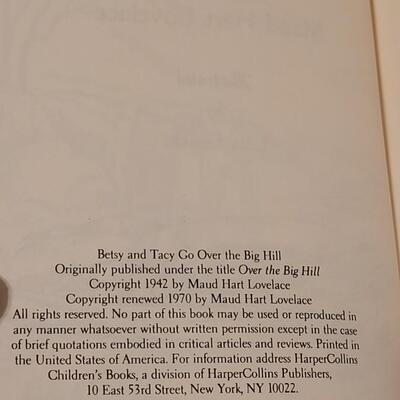 Betsy and Tacy Go Over the Big Hill
Originally published under the title Over the Big Hill
Copyright 1942 by Maud Hart Lovelace
Copyright renewed 1970 by Maud Hart Lovelace
All rights reserved. No part of this book may be used or reproduced in
any manner whatsoever without written permission except in the case
of brief quotations embodied in critical articles and reviews. Printed in
the United States of America. For information address HarperCollins
Children's Books, a division of HarperCollins Publishers,
10 East 53rd Street, New York, NY 10022.